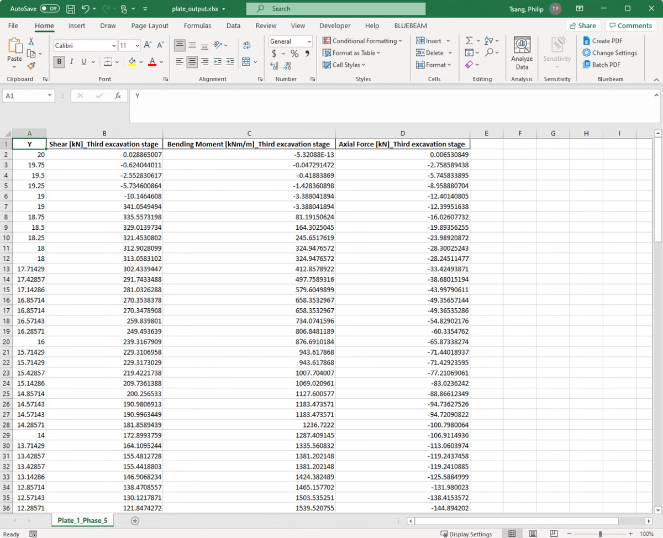 AutoSave Off plate_output.xlsx Search Tsang, Philip TP
File Home Insert Draw Page Layout Formulas Data Review View Developer Help BLUEBEAM Share Comments
Paste Calibri 11 A^ A˅ General Conditional Formatting Insert Create PDF
B I U A $ % Format as Table Delete Analyze Data Sensitivity Change Settings
Cell Styles Format Batch PDF
Clipboard Font Alignment Number Styles Cells Editing Analysis Sensitivity Bluebeam
A1 fx Y
A B C D E F G H I
1 Y Shear [kN]_Third excavation stage Bending Moment [kNm/m]_Third excavation stage Axial Force [kN]_Third excavation stage
2 20 0.028865007 -5.32088E-13 0.006530849
3 19.75 -0.624044011 -0.047291472 -2.758589438
4 19.5 -2.552830617 -0.41883869 -5.745833895
5 19.25 -5.734600864 -1.428360898 -8.958880704
6 19 -10.1464608 -3.388041894 -12.40140805
7 19 341.0549494 -3.388041894 -12.39951638
8 18.75 335.5573198 81.19150624 -16.02607732
9 18.5 329.0139734 164.3025045 -19.89356255
10 18.25 321.4530802 245.6517619 -23.98920872
11 18 312.9028099 324.9476572 -28.30025243
12 18 313.0583102 324.9476572 -28.24511477
13 17.71429 302.4339447 412.8578922 -33.42493871
14 17.42857 291.7433488 497.7589316 -38.68015194
15 17.14286 281.0326288 579.6049899 -43.99790611
16 16.85714 270.3538378 658.3532967 -49.35657144
17 16.85714 270.3478908 658.3532967 -49.36535286
18 16.57143 259.839801 734.0741596 -54.82902176
19 16.28571 249.493639 806.8481189 -60.3354762
20 16 239.3167909 876.6910184 -65.87338274
21 15.71429 229.3106958 943.617868 -71.44018937
22 15.71429 229.3173029 943.617868 -71.42923595
23 15.42857 219.4221738 1007.704007 -77.21069061
24 15.14286 209.7361388 1069.020961 -83.0236242
25 14.85714 200.256533 1127.600577 -88.86612349
26 14.57143 190.9806913 1183.473571 -94.73627526
27 14.57143 190.9963449 1183.473571 -94.72090822
28 14.28571 181.8589439 1236.7222 -100.7980064
29 14 172.8993759 1287.409145 -106.9114936
30 13.71429 164.1095244 1335.560832 -113.0603974
31 13.42857 155.4812728 1381.202148 -119.2437458
32 13.42857 155.4418803 1381.202148 -119.2410885
33 13.14286 146.9068234 1424.382489 -125.5884999
34 12.85714 138.4708557 1465.157702 -131.980023
35 12.57143 130.1217871 1503.535251 -138.4153572
36 12.28571 121.8474272 1539.520755 -144.894202
Plate_1_Phase_5
Ready Display Settings 100%